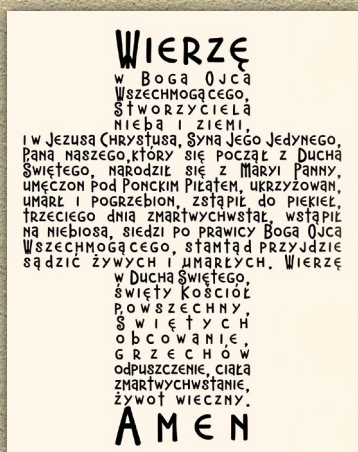 Wierzę
w Boga Ojca
Wszechmogącego,
Stworzyciela
nieba i ziemi,
i w Jezusa Chrystusa, Syna Jego Jedynego,
Pana naszego,który się począł z Ducha
Świętego, narodził się z Maryi Panny,
umęczon pod Ponckim Piłatem, ukrzyżowan,
umarł i pogrzebion, zstąpił do piekieł,
trzeciego dnia zmartwychwstał, wstąpił
na niebiosa, siedzi po prawicy Boga Ojca
Wszechmogącego, stamtąd przyjdzie
sądzić żywych i umarłych. Wierzę
w Ducha Świętego,
święty Kościół
powszechny,
Świętych
obcowanie,
grzechów
odpuszczenie, ciała
zmartwychwstanie,
żywot wieczny.
Amen